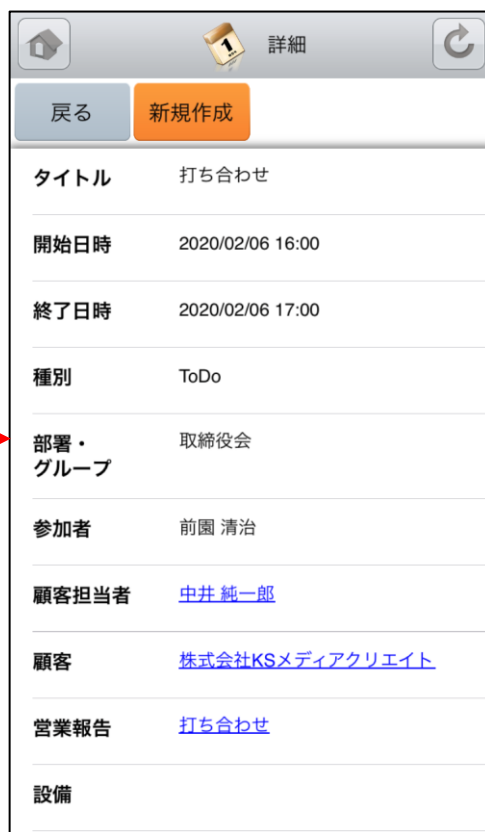 1
詳細
戻る
新規作成
タイトル 打ち合わせ
開始日時 2020/02/06 16:00
終了日時 2020/02/06 17:00
種別 ToDo
部署・ 取締役会
グループ
参加者 前園 清治
顧客担当者 中井 純一郎
顧客 株式会社KSメディアクリエイト
営業報告 打ち合わせ
設備